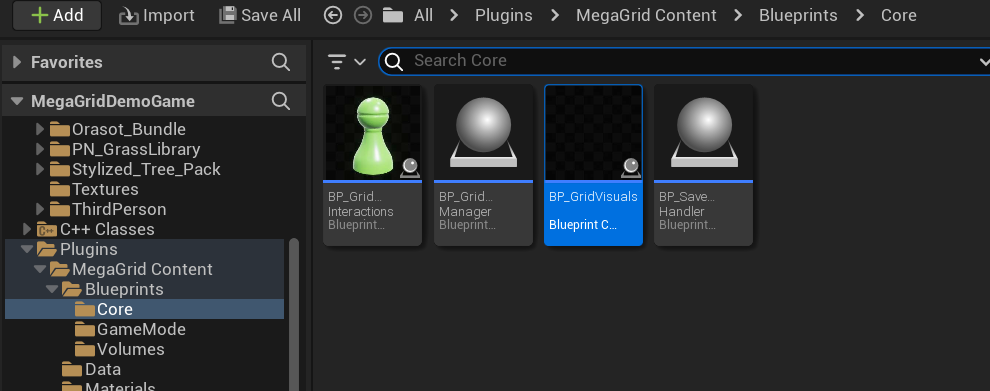 Add
Import
Save All
All
Plugins
MegaGrid Content
Blueprints
Core
Favorites
MegaGridDemoGame
Orasot_Bundle
PN_GrassLibrary
Stylized_Tree_Pack
Textures
ThirdPerson
C++ Classes
Plugins
MegaGrid Content
Blueprints
Core
GameMode
Volumes
Data
Materials
Search Core
BP_Grid...
Interactions
Blueprint...
BP_Grid...
Manager
Blueprint...
BP_GridVisuals
Blueprint C...
BP_Save...
Handler
Blueprint...